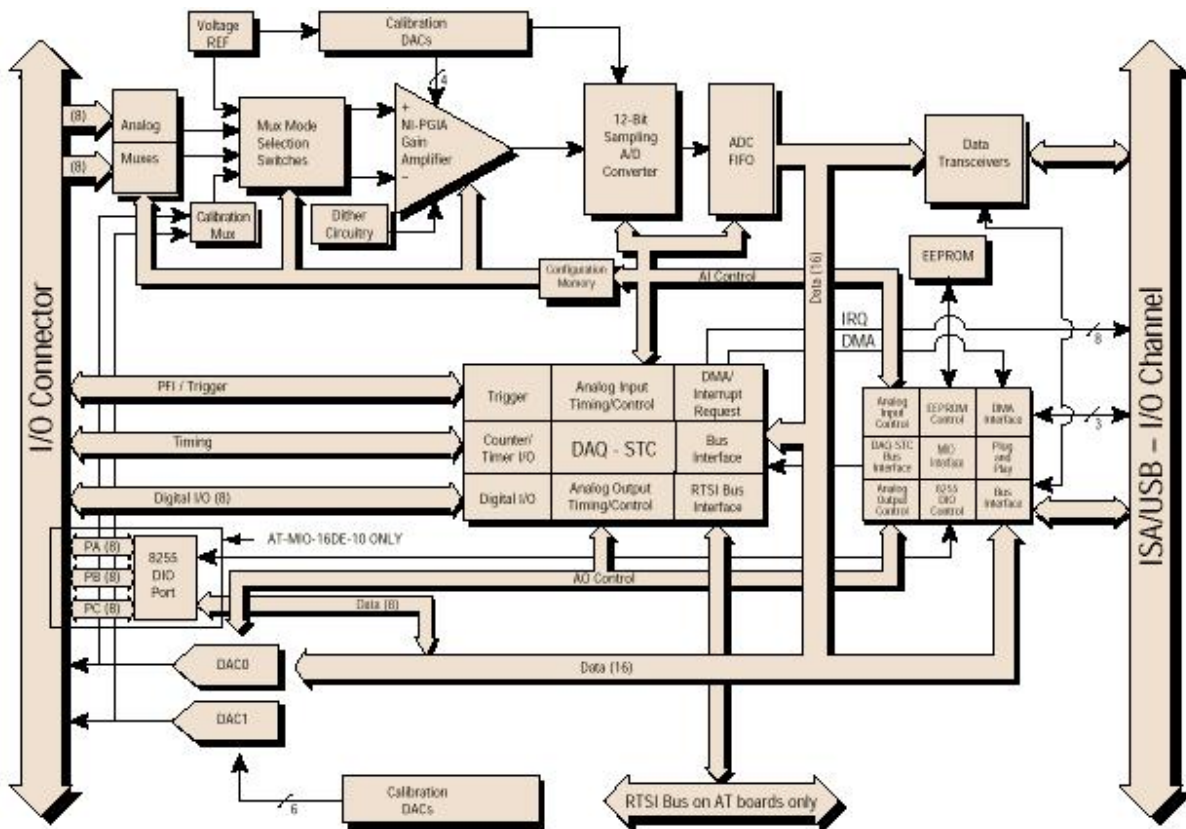 Voltage
REF
Calibration
DACs
4
(8)
(8)
Analog
Muxes
Mux Mode
Selection
Switches
+
NI-PGIA
Gain
Amplifier
–
12-Bit
Sampling
A/D
Converter
ADC
FIFO
Data
Transceivers
Calibration
Mux
Dither
Circuitry
Configuration
Memory
AI Control
Data (16)
EEPROM
IRQ
DMA
8
3
I/O Connector
ISA/USB – I/O Channel
PFI / Trigger
Timing
Digital I/O (8)
Trigger
Analog Input
Timing/Control
DMA/
Interrupt
Request
Counter/
Timer I/O
DAQ - STC
Bus
Interface
Digital I/O
Analog Output
Timing/Control
RTSI Bus
Interface
Analog
Input
Control
EEPROM
Control
DMA
Interface
DAQ-STC
Bus
Interface
MIO
Interface
Plug
and
Play
Analog
Output
Control
8255
DIO
Control
Bus
Interface
AT-MIO-16DE-10 ONLY
PA (8)
PB (8)
PC (8)
8255
DIO
Port
AO Control
Data (8)
DAC0
Data (16)
DAC1
6
Calibration
DACs
RTSI Bus on AT boards only